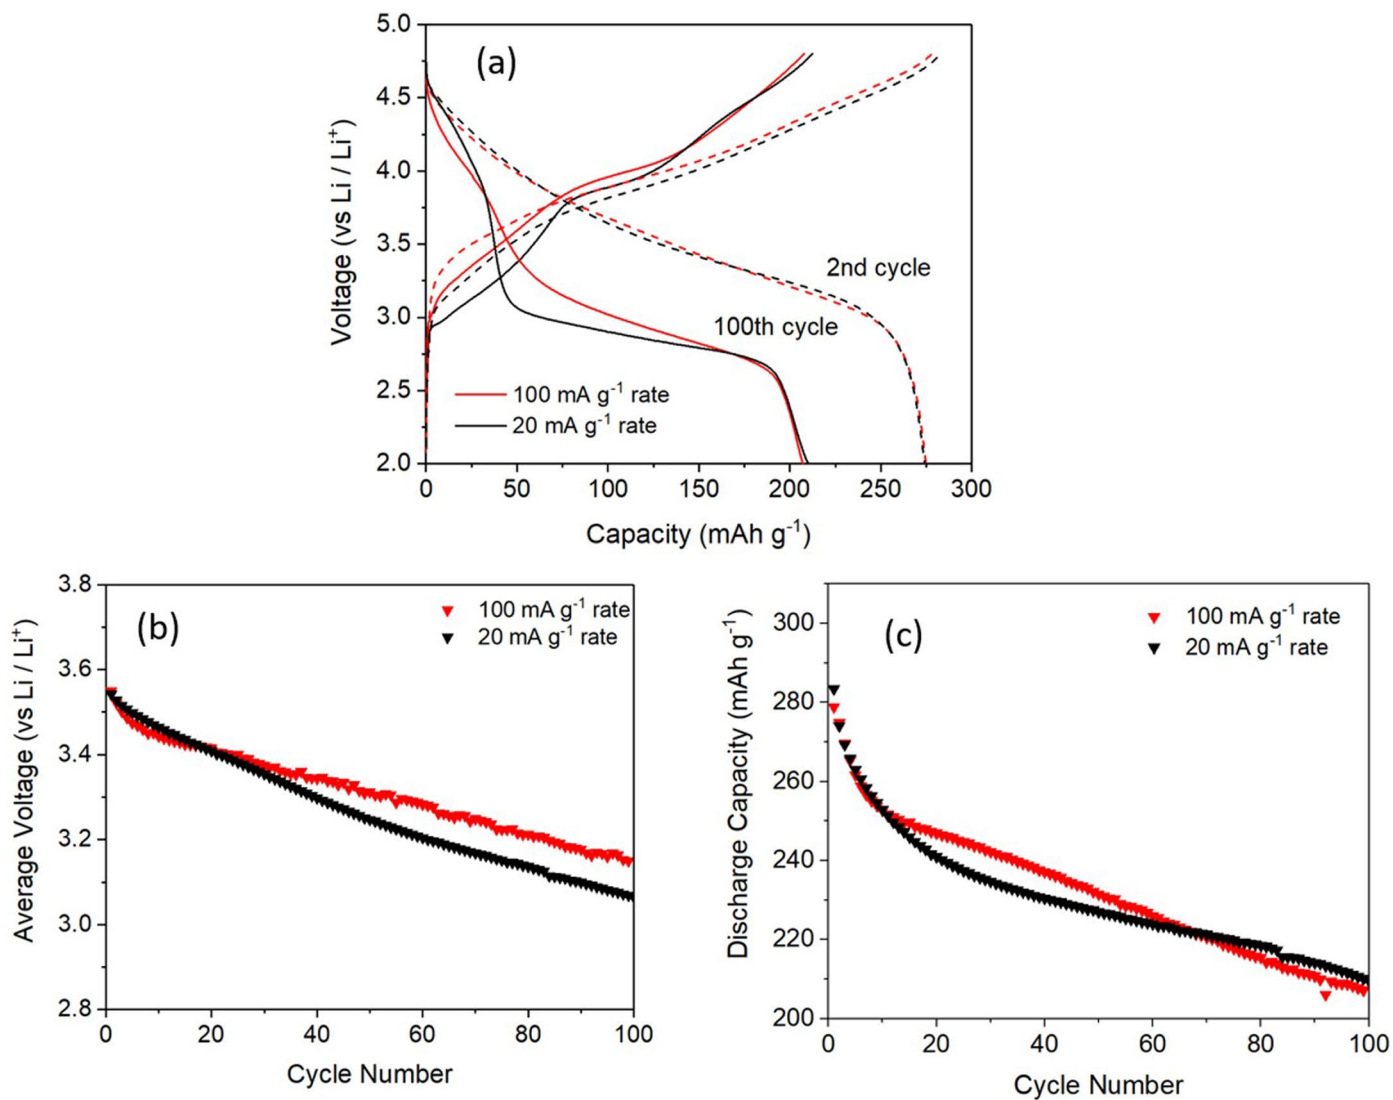 (a)
5.0
4.5
4.0
3.5
3.0
2.5
2.0
Voltage (vs Li / Li⁺)
2nd cycle
100th cycle
100 mA g⁻¹ rate
20 mA g⁻¹ rate
0 50 100 150 200 250 300
Capacity (mAh g⁻¹)
(b)
3.8
3.6
3.4
3.2
3.0
2.8
Average Voltage (vs Li / Li⁺)
100 mA g⁻¹ rate
20 mA g⁻¹ rate
0 20 40 60 80 100
Cycle Number
(c)
300
280
260
240
220
200
Discharge Capacity (mAh g⁻¹)
100 mA g⁻¹ rate
20 mA g⁻¹ rate
0 20 40 60 80 100
Cycle Number